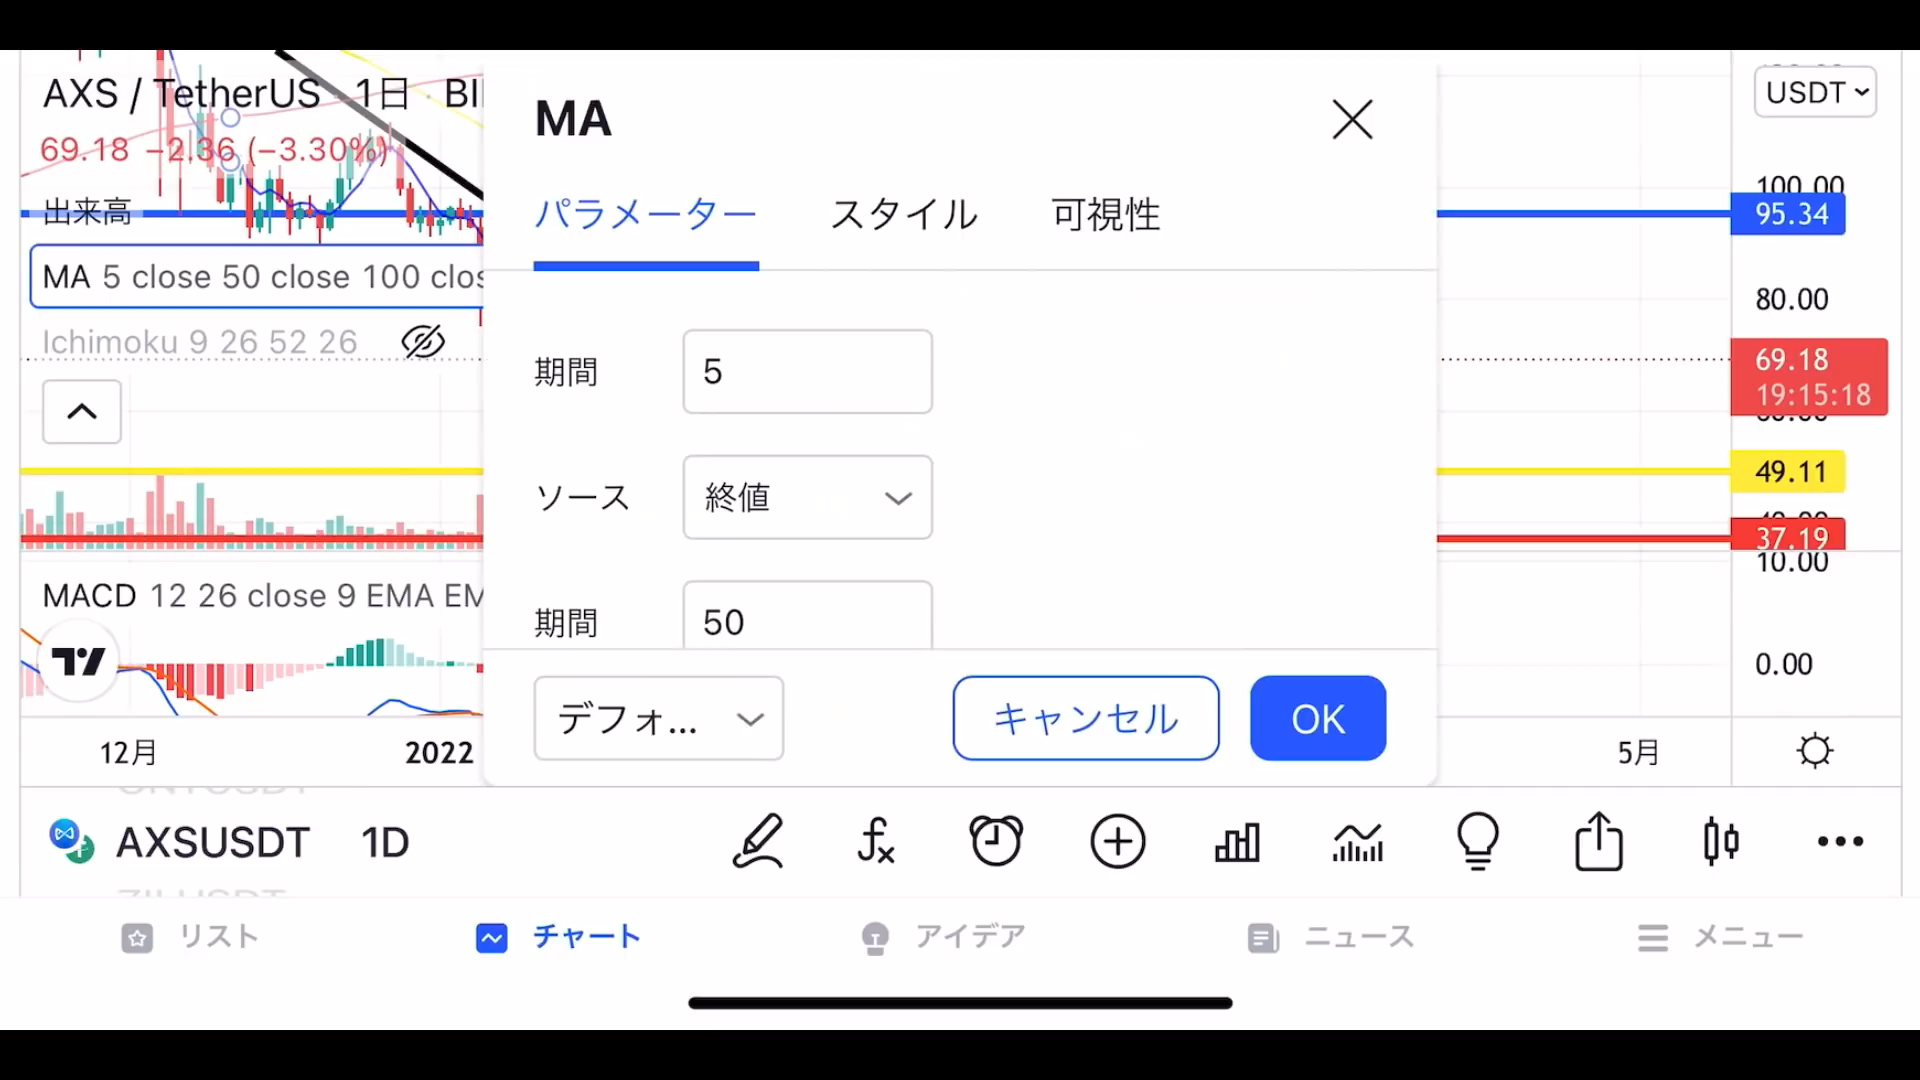 AXS / TetherUS · 1日 · BI
69.18 −2.36 (−3.30%)
出来高
MA 5 close 50 close 100 clos
Ichimoku 9 26 52 26
MACD 12 26 close 9 EMA EM
12月
2022
5月
MA
パラメーター
スタイル
可視性
期間
5
ソース
終値
期間
50
デフォ...
キャンセル
OK
USDT
100.00
95.34
80.00
69.18
19:15:18
49.11
37.19
10.00
0.00
AXSUSDT
1D
リスト
チャート
アイデア
ニュース
メニュー